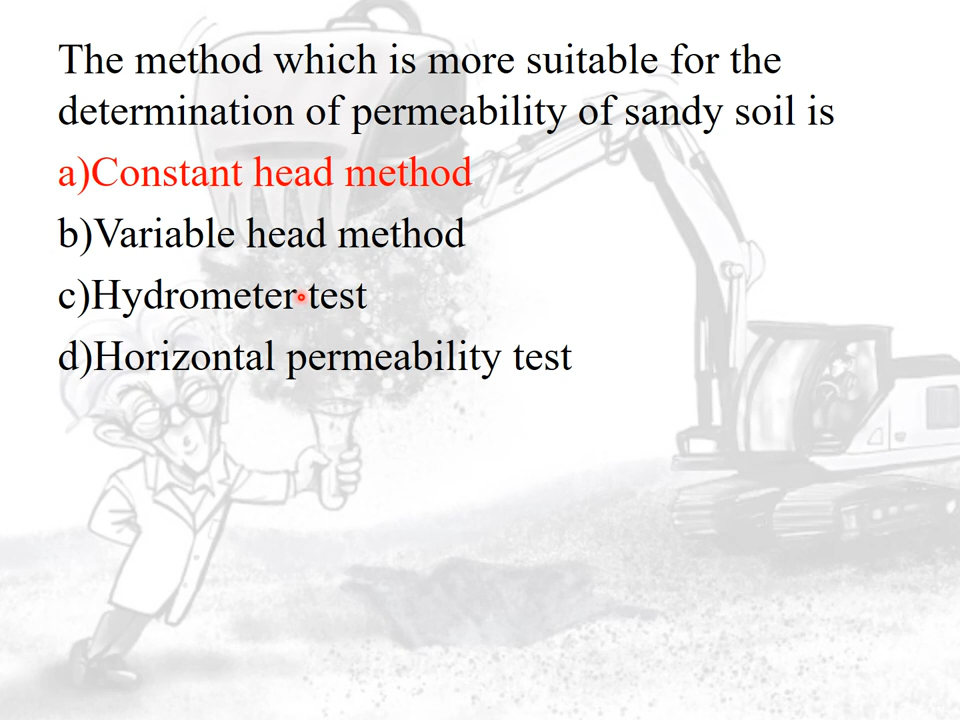 The method which is more suitable for the
determination of permeability of sandy soil is
a)Constant head method
b)Variable head method
c)Hydrometer test
d)Horizontal permeability test